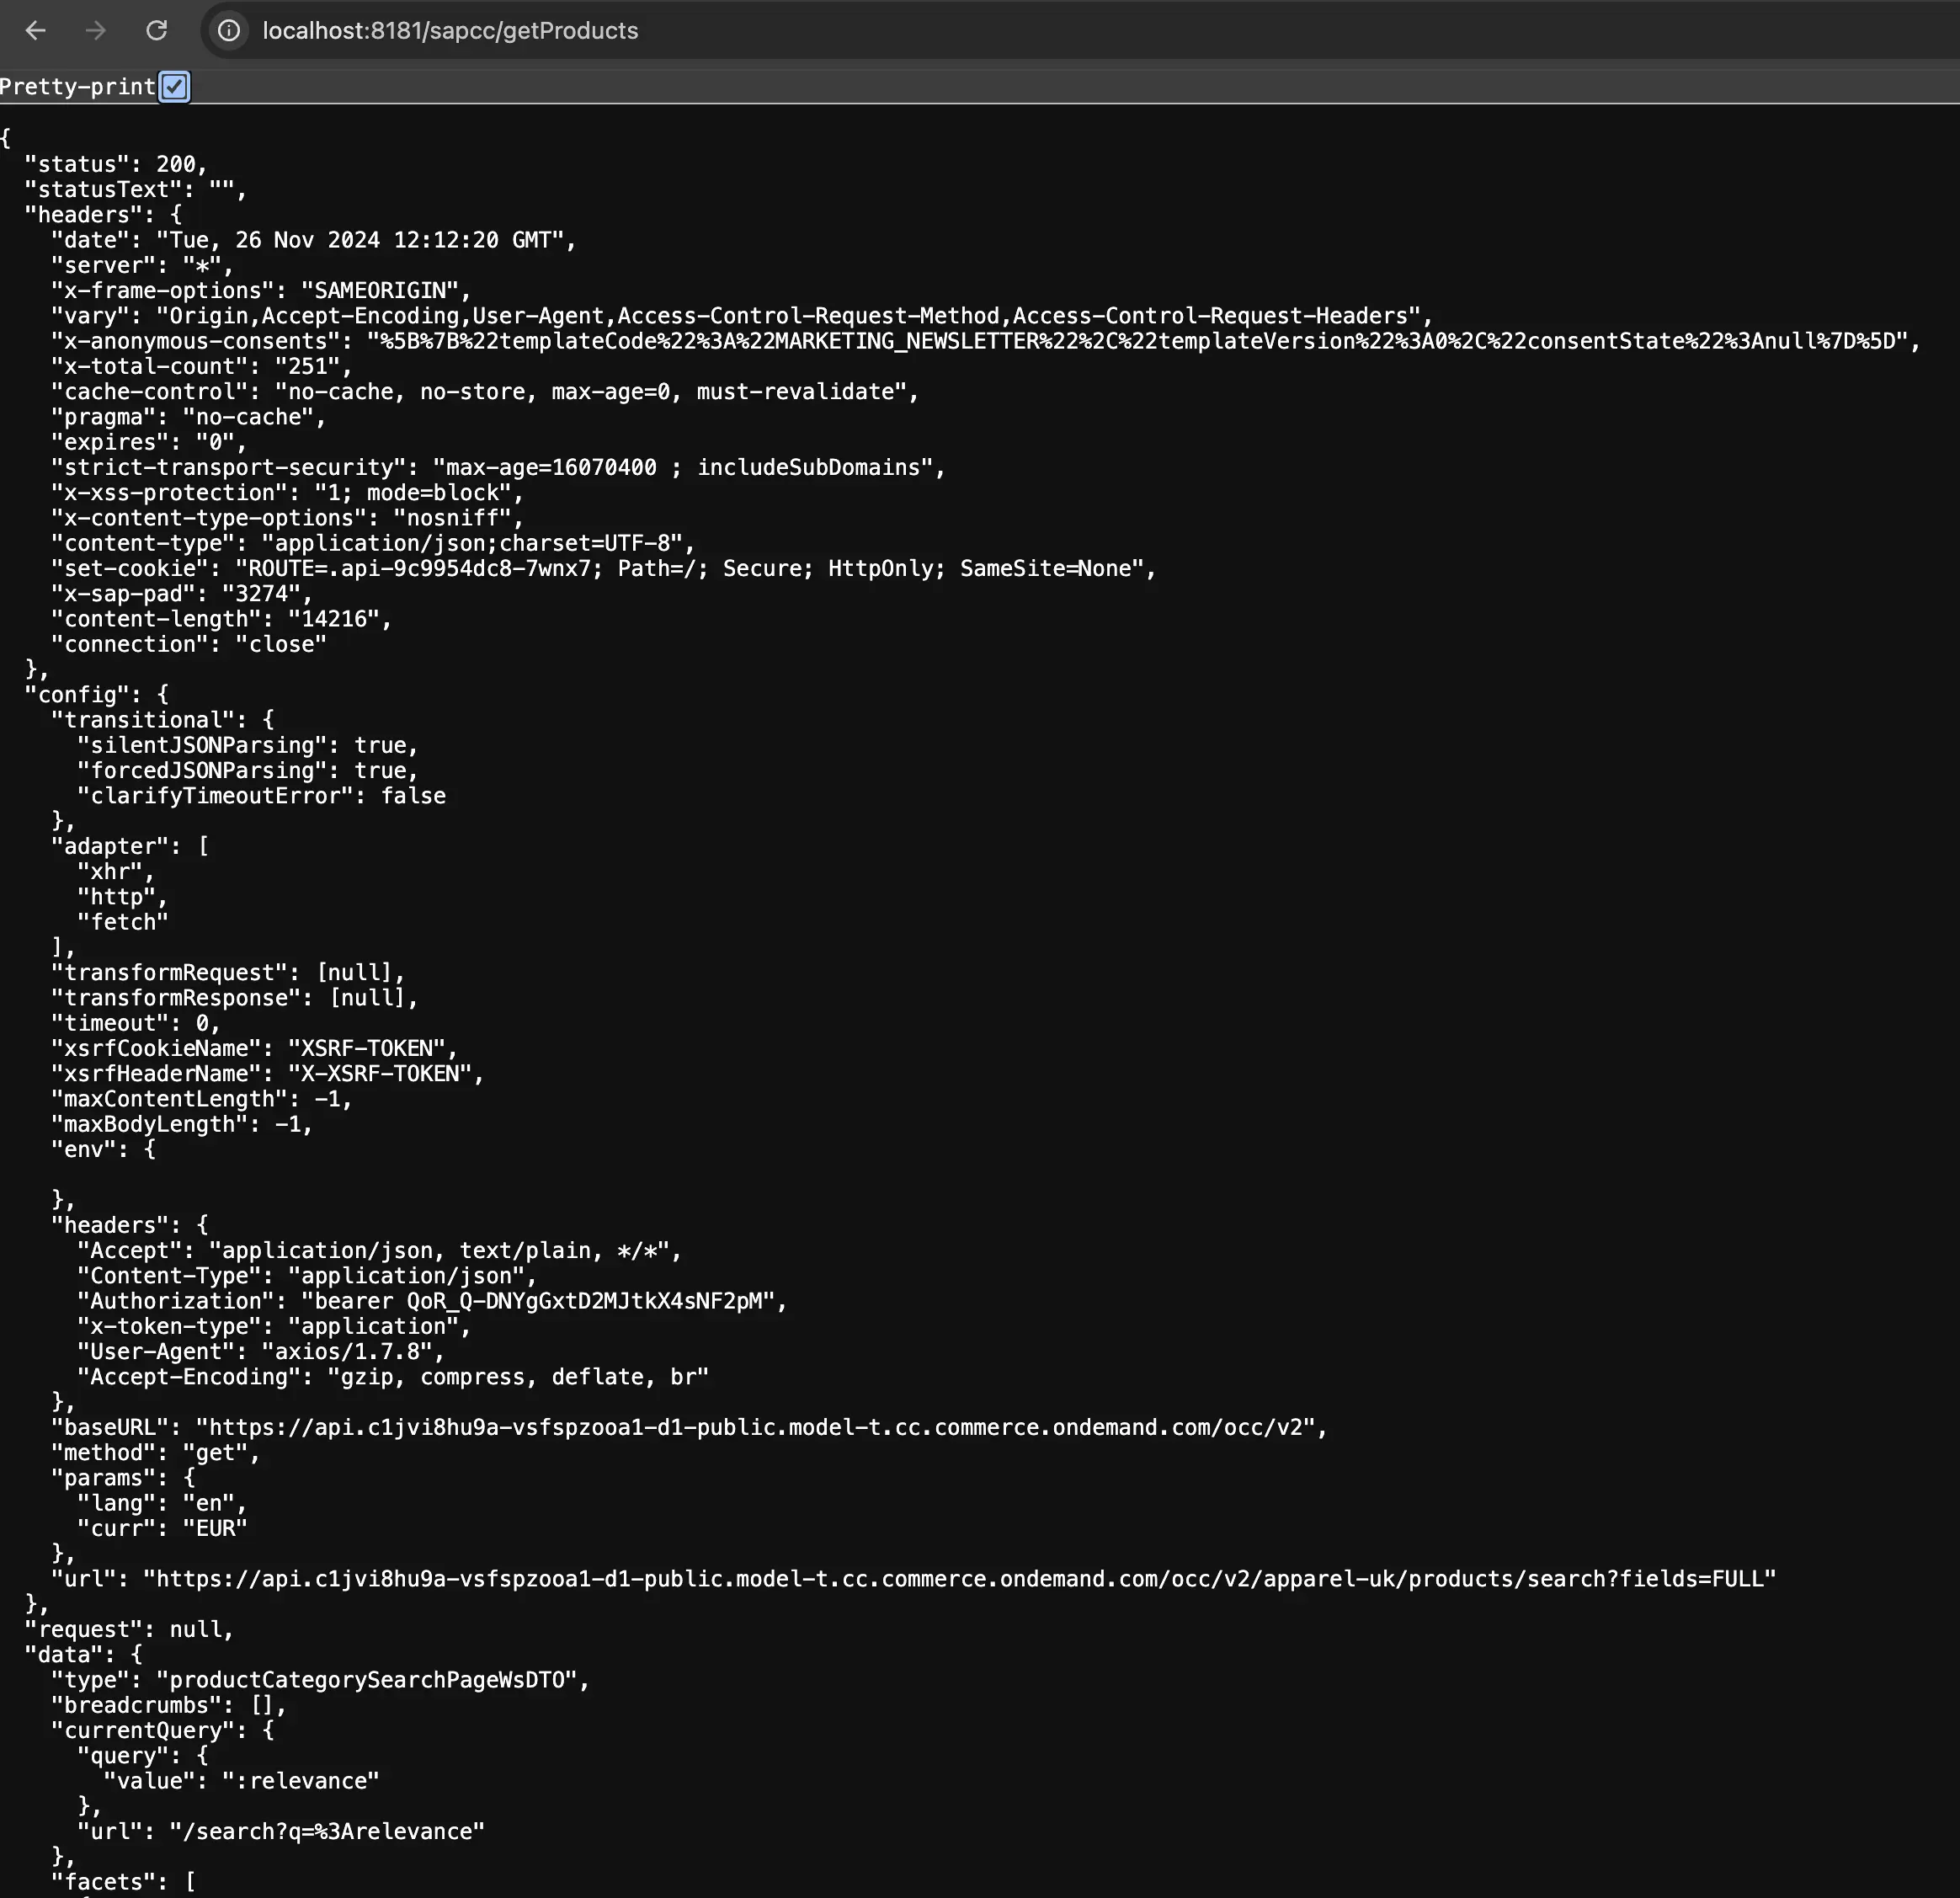 localhost:8181/sapcc/getProducts
Pretty-print
{
"status": 200,
"statusText": "",
"headers": {
"date": "Tue, 26 Nov 2024 12:12:20 GMT",
"server": "*",
"x-frame-options": "SAMEORIGIN",
"vary": "Origin,Accept-Encoding,User-Agent,Access-Control-Request-Method,Access-Control-Request-Headers",
"x-anonymous-consents": "%5B%7B%22templateCode%22%3A%22MARKETING_NEWSLETTER%22%2C%22templateVersion%22%3A0%2C%22consentState%22%3Anull%7D%5D",
"x-total-count": "251",
"cache-control": "no-cache, no-store, max-age=0, must-revalidate",
"pragma": "no-cache",
"expires": "0",
"strict-transport-security": "max-age=16070400 ; includeSubDomains",
"x-xss-protection": "1; mode=block",
"x-content-type-options": "nosniff",
"content-type": "application/json;charset=UTF-8",
"set-cookie": "ROUTE=.api-9c9954dc8-7wnx7; Path=/; Secure; HttpOnly; SameSite=None",
"x-sap-pad": "3274",
"content-length": "14216",
"connection": "close"
},
"config": {
"transitional": {
"silentJSONParsing": true,
"forcedJSONParsing": true,
"clarifyTimeoutError": false
},
"adapter": [
"xhr",
"http",
"fetch"
],
"transformRequest": [null],
"transformResponse": [null],
"timeout": 0,
"xsrfCookieName": "XSRF-TOKEN",
"xsrfHeaderName": "X-XSRF-TOKEN",
"maxContentLength": -1,
"maxBodyLength": -1,
"env": {
},
"headers": {
"Accept": "application/json, text/plain, */*",
"Content-Type": "application/json",
"Authorization": "bearer QoR_Q-DNYgGxtD2MJtkX4sNF2pM",
"x-token-type": "application",
"User-Agent": "axios/1.7.8",
"Accept-Encoding": "gzip, compress, deflate, br"
},
"baseURL": "https://api.c1jvi8hu9a-vsfspzooa1-d1-public.model-t.cc.commerce.ondemand.com/occ/v2",
"method": "get",
"params": {
"lang": "en",
"curr": "EUR"
},
"url": "https://api.c1jvi8hu9a-vsfspzooa1-d1-public.model-t.cc.commerce.ondemand.com/occ/v2/apparel-uk/products/search?fields=FULL"
},
"request": null,
"data": {
"type": "productCategorySearchPageWsDTO",
"breadcrumbs": [],
"currentQuery": {
"query": {
"value": ":relevance"
},
"url": "/search?q=%3Arelevance"
},
"facets": [